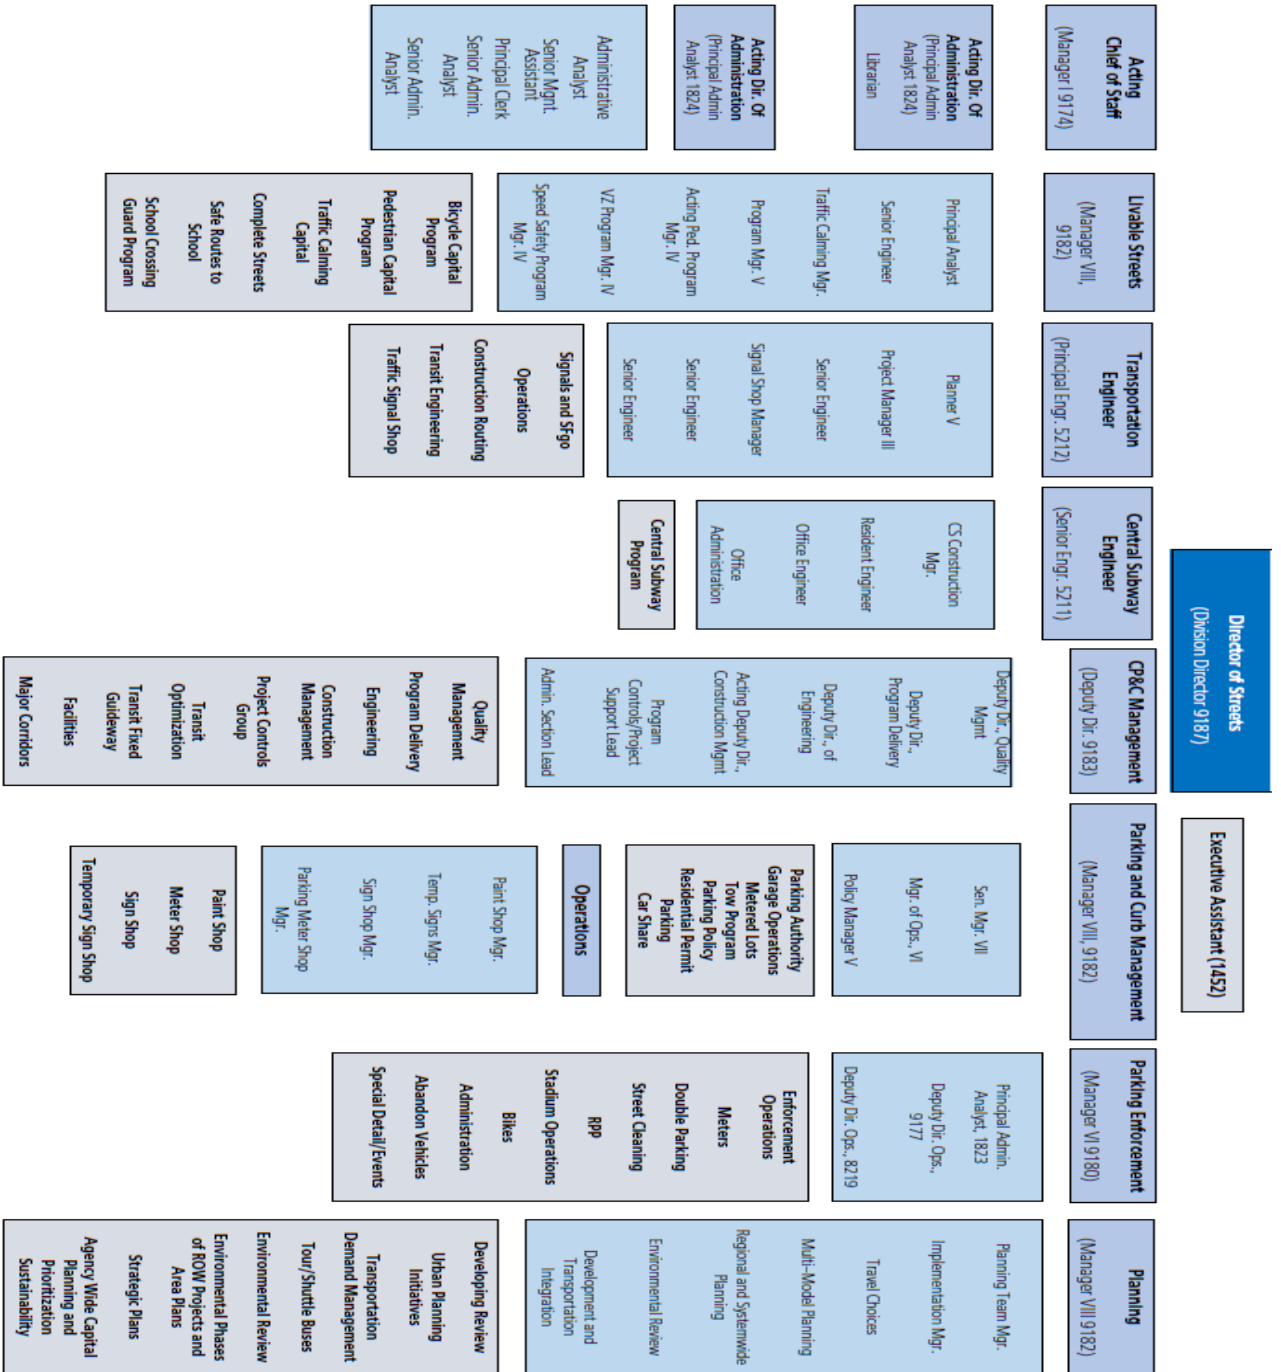 Director of Streets
(Division Director 9187)
Executive Assistant (1452)
Acting
Chief of Staff
(Manager I 9174)
Acting Dir. Of
Administration
(Principal Admin
Analyst 1824)
Librarian
Acting Dir. Of
Administration
(Principal Admin
Analyst 1824)
Administrative
Analyst
Senior Mgnt.
Assistant
Principal Clerk
Senior Admin.
Analyst
Senior Admin.
Analyst
Livable Streets
(Manager VIII,
9182)
Principal Analyst
Senior Engineer
Traffic Calming Mgr.
Program Mgr. V
Acting Ped. Program
Mgr. IV
VZ Program Mgr. IV
Speed Safety Program
Mgr. IV
Bicycle Capital
Program
Pedestrian Capital
Program
Traffic Calming
Capital
Complete Streets
Safe Routes to
School
School Crossing
Guard Program
Transportation
Engineer
(Principal Engr. 5212)
Planner V
Project Manager III
Senior Engineer
Signal Shop Manager
Senior Engineer
Senior Engineer
Signals and SFgo
Operations
Construction Routing
Transit Engineering
Traffic Signal Shop
Central Subway
Engineer
(Senior Engr. 5211)
CS Construction
Mgr.
Resident Engineer
Office Engineer
Office
Administration
Central Subway
Program
CP&C Management
(Deputy Dir. 9183)
Deputy Dir., Quality
Mgmt
Deputy Dir.,
Program Delivery
Deputy Dir., of
Engineering
Acting Deputy Dir.,
Construction Mgmt
Program
Controls/Project
Support Lead
Admin. Section Lead
Quality
Management
Program Delivery
Engineering
Construction
Management
Project Controls
Group
Transit
Optimization
Transit Fixed
Guideway
Facilities
Major Corridors
Parking and Curb Management
(Manager VIII, 9182)
Sen. Mgr. VII
Mgr. of Ops., VI
Policy Manager V
Parking Authority
Garage Operations
Metered Lots
Tow Program
Parking Policy
Residential Permit
Parking
Car Share
Operations
Paint Shop Mgr.
Temp. Signs Mgr.
Sign Shop Mgr.
Parking Meter Shop
Mgr.
Paint Shop
Meter Shop
Sign Shop
Temporary Sign Shop
Parking Enforcement
(Manager VI 9180)
Principal Admin.
Analyst, 1823
Deputy Dir. Ops.,
9177
Deputy Dir. Ops., 8219
Enforcement
Operations
Meters
Double Parking
Street Cleaning
RPP
Stadium Operations
Bikes
Administration
Abandon Vehicles
Special Detail/Events
Planning
(Manager VIII 9182)
Planning Team Mgr.
Implementation Mgr.
Travel Choices
Multi–Model Planning
Regional and Systemwide
Planning
Environmental Review
Development and
Transportation
Integration
Developing Review
Urban Planning
Initiatives
Transportation
Demand Management
Tour/Shuttle Buses
Environmental Review
Environmental Phases
of ROW Projects and
Area Plans
Strategic Plans
Agency Wide Capital
Planning and
Prioritization
Sustainability